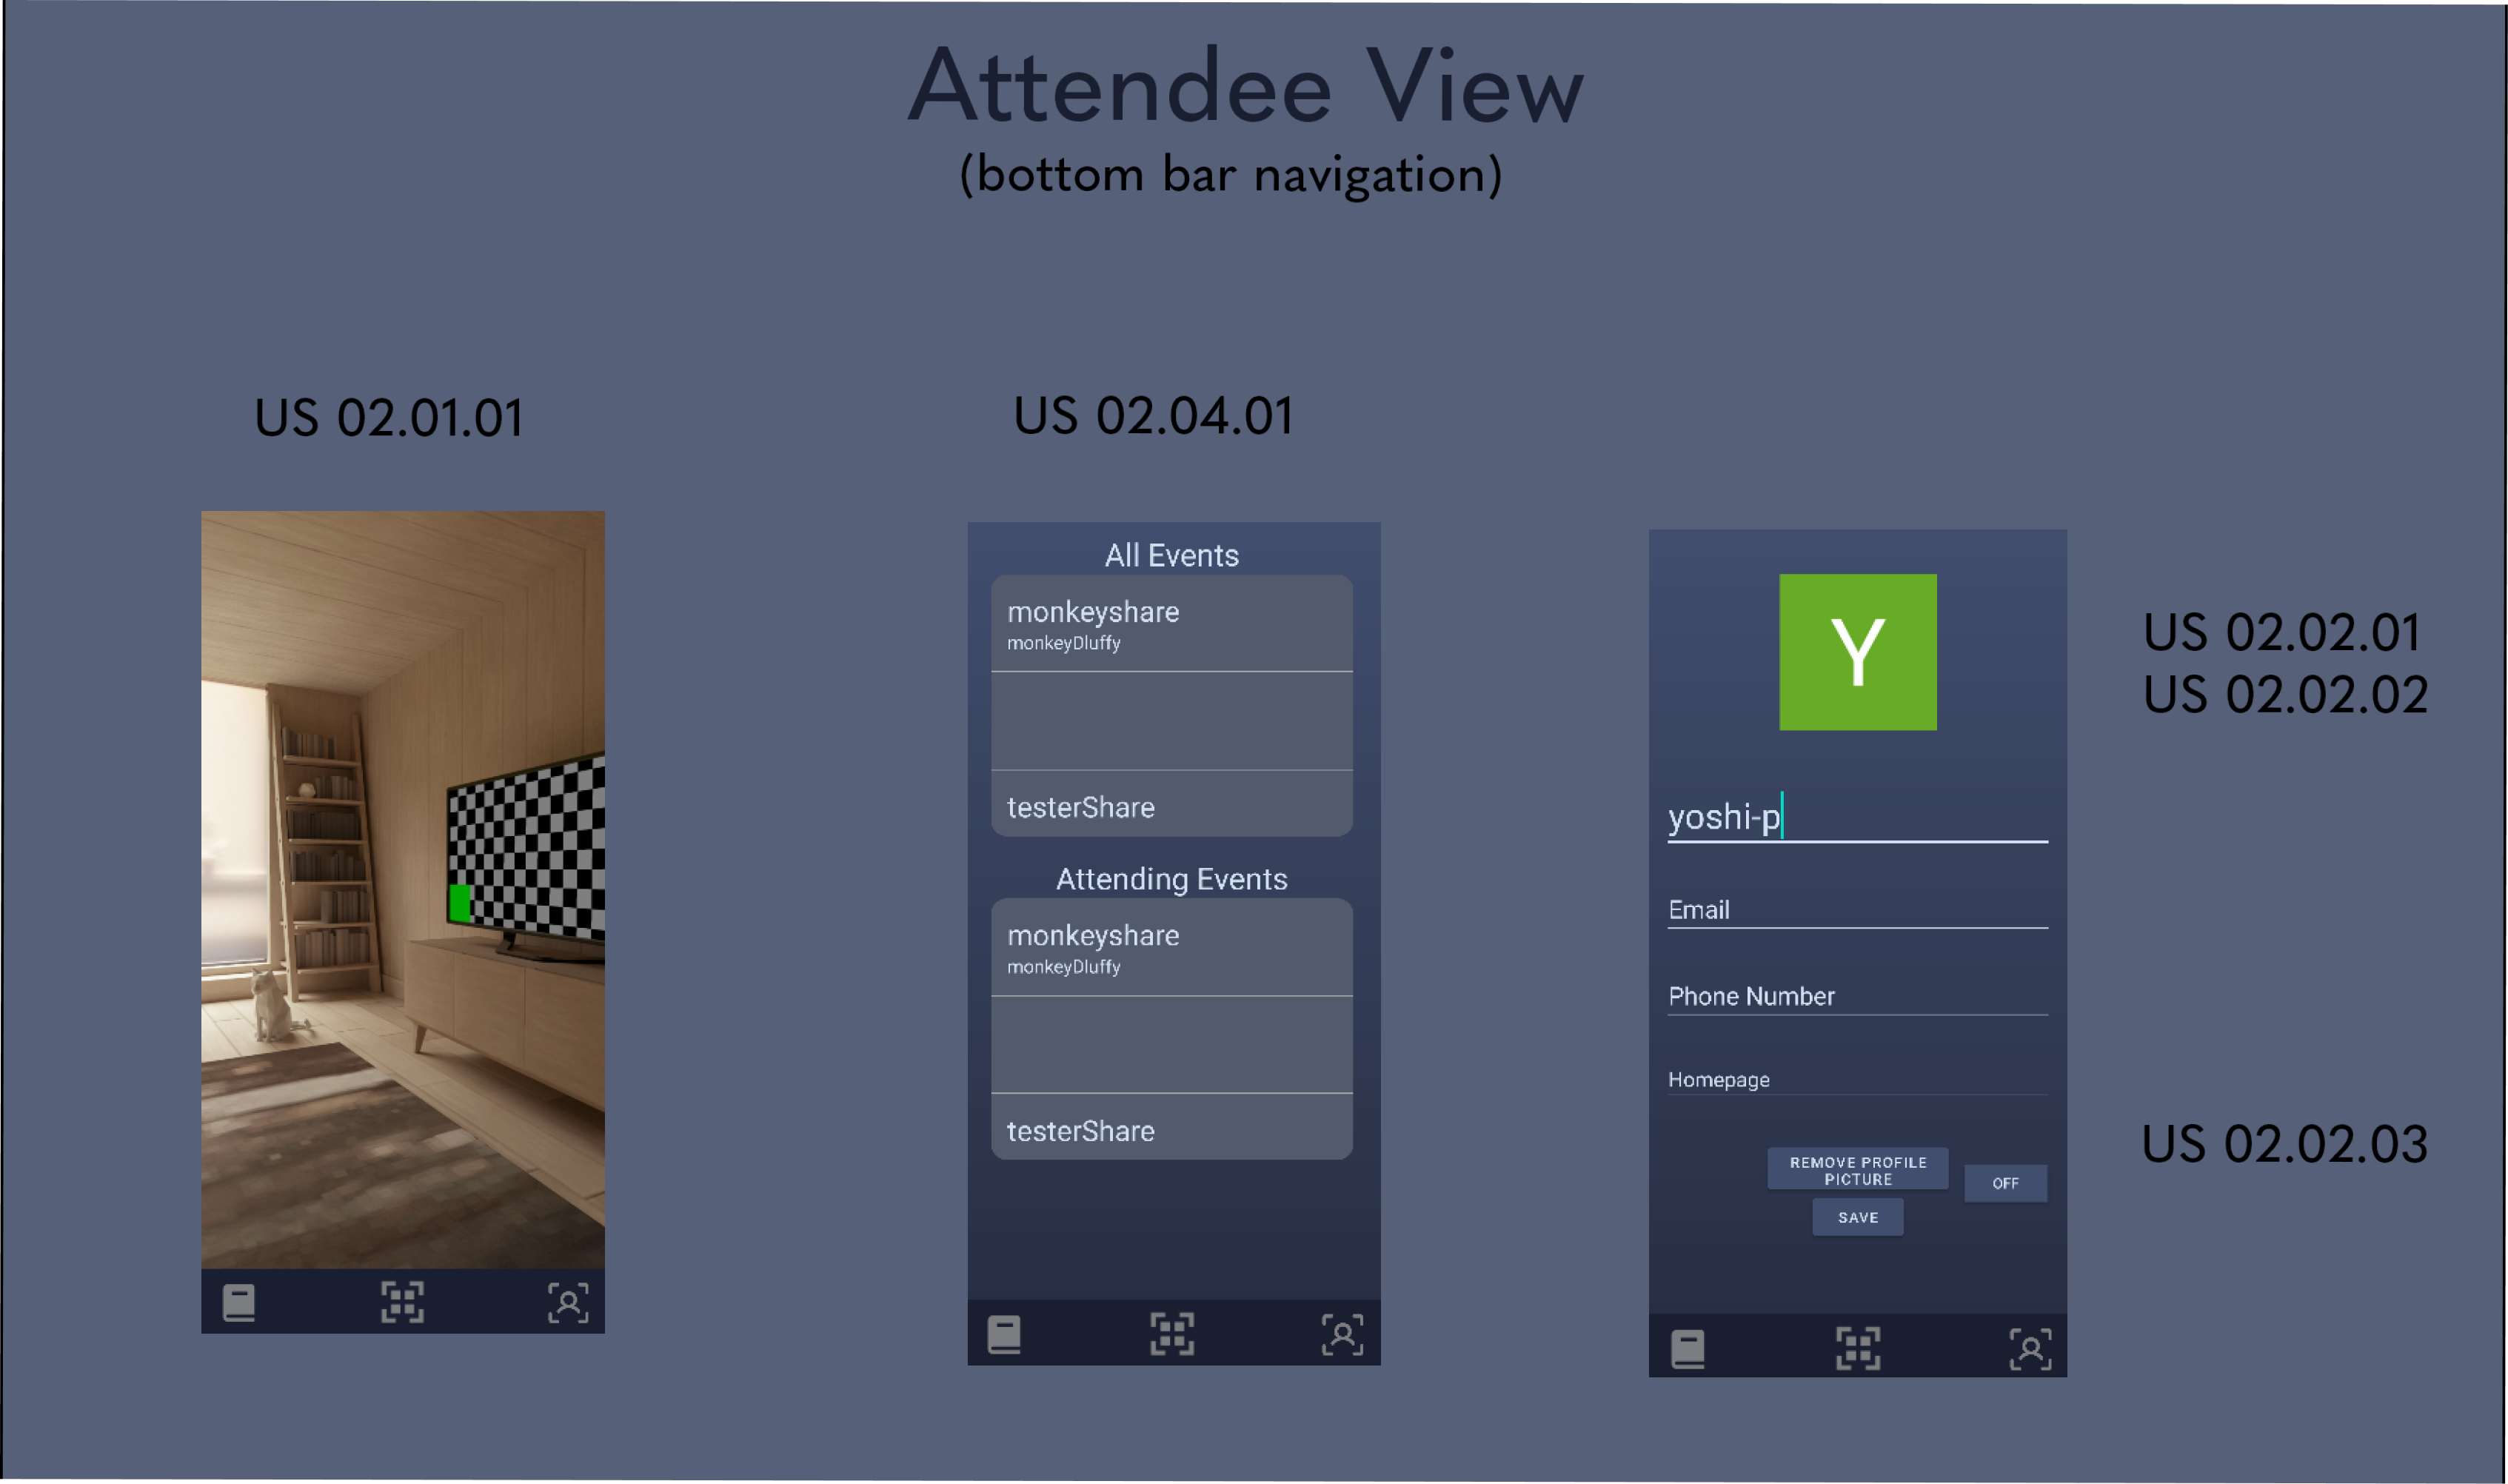 Attendee View
(bottom bar navigation)
US 02.01.01
US 02.04.01
All Events
monkeyshare
monkeyDluffy
testerShare
Attending Events
monkeyshare
monkeyDluffy
testerShare
Y
yoshi-p
Email
Phone Number
Homepage
REMOVE PROFILE
PICTURE
OFF
SAVE
US 02.02.01
US 02.02.02
US 02.02.03